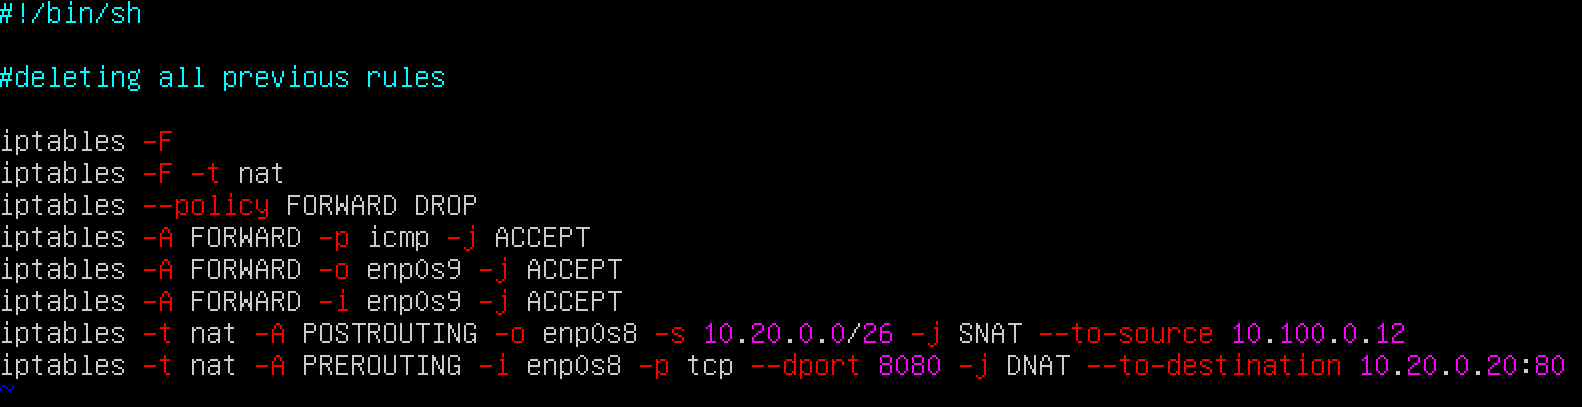 #!/bin/sh
#deleting all previous rules
iptables -F
iptables -F -t nat
iptables --policy FORWARD DROP
iptables -A FORWARD -p icmp -j ACCEPT
iptables -A FORWARD -o enp0s9 -j ACCEPT
iptables -A FORWARD -i enp0s9 -j ACCEPT
iptables -t nat -A POSTROUTING -o enp0s8 -s 10.20.0.0/26 -j SNAT --to-source 10.100.0.12
iptables -t nat -A PREROUTING -i enp0s8 -p tcp --dport 8080 -j DNAT --to-destination 10.20.0.20:80
~